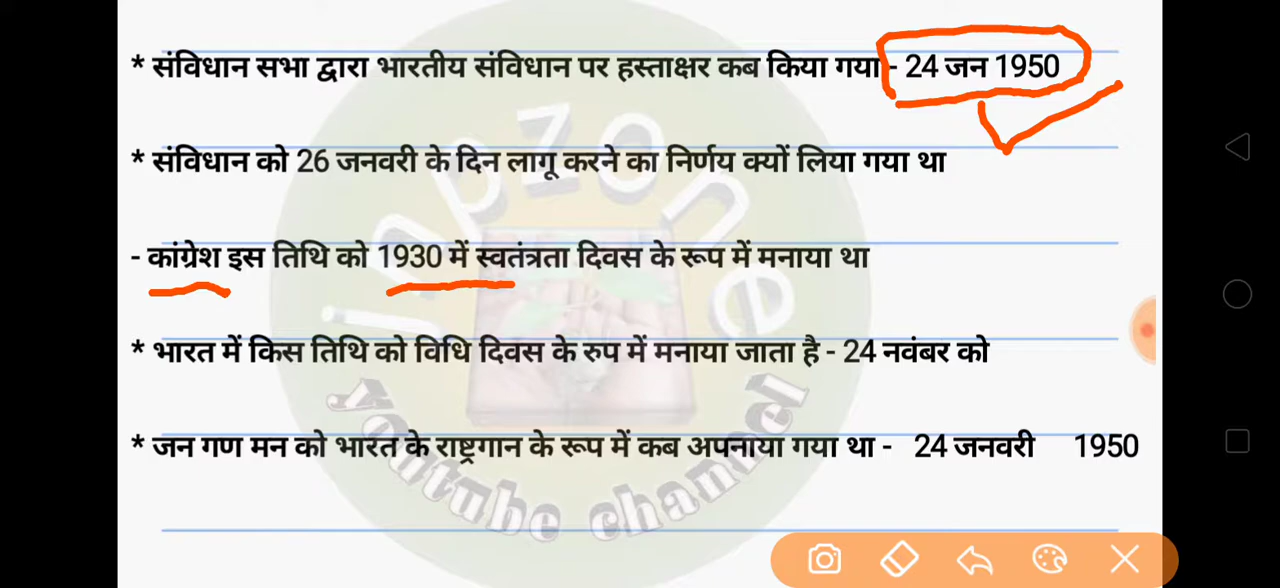 * संविधान सभा द्वारा भारतीय संविधान पर हस्ताक्षर कब किया गया - 24 जन 1950
* संविधान को 26 जनवरी के दिन लागू करने का निर्णय क्यों लिया गया था
- कांग्रेश इस तिथि को 1930 में स्वतंत्रता दिवस के रूप में मनाया था
* भारत में किस तिथि को विधि दिवस के रुप में मनाया जाता है - 24 नवंबर को
* जन गण मन को भारत के राष्ट्रगान के रूप में कब अपनाया गया था - 24 जनवरी 1950
youtube channel